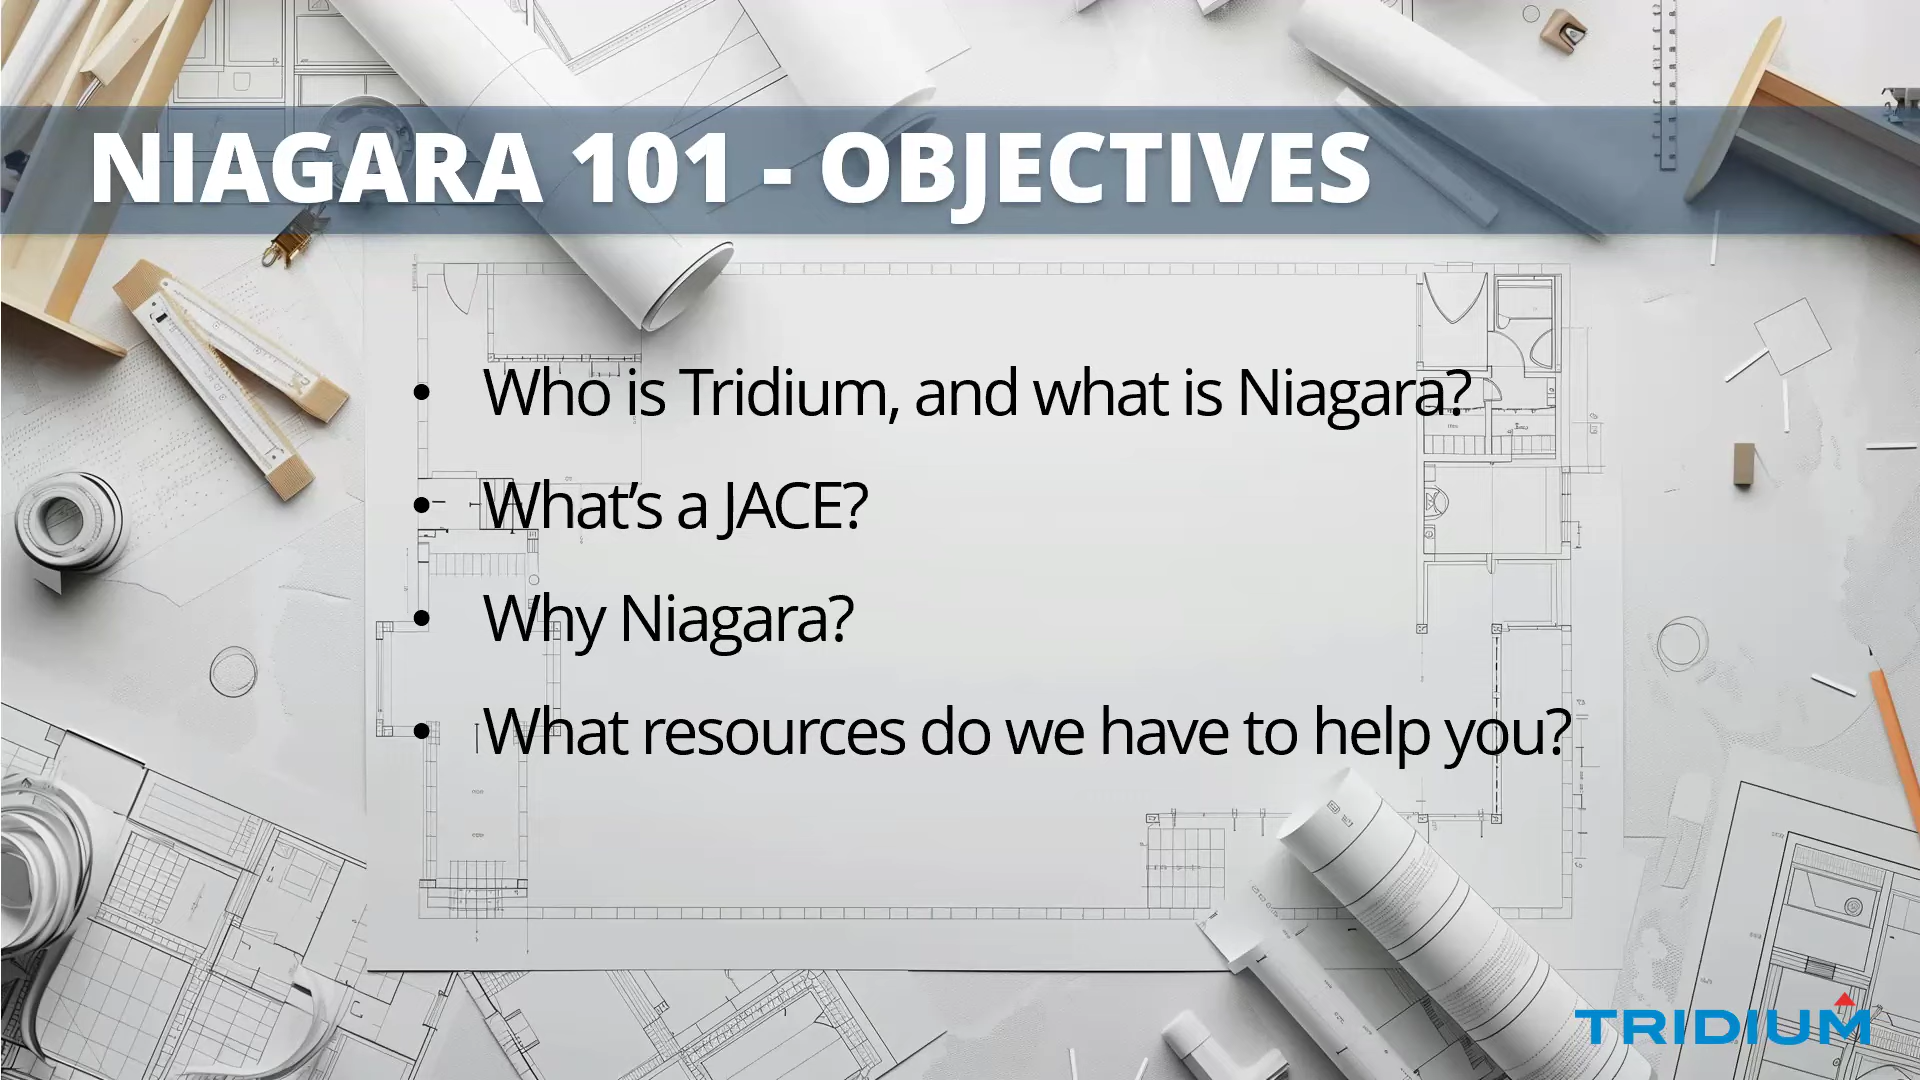 NIAGARA 101 - OBJECTIVES
• Who is Tridium, and what is Niagara?
• What’s a JACE?
• Why Niagara?
• What resources do we have to help you?
TRIDIUM